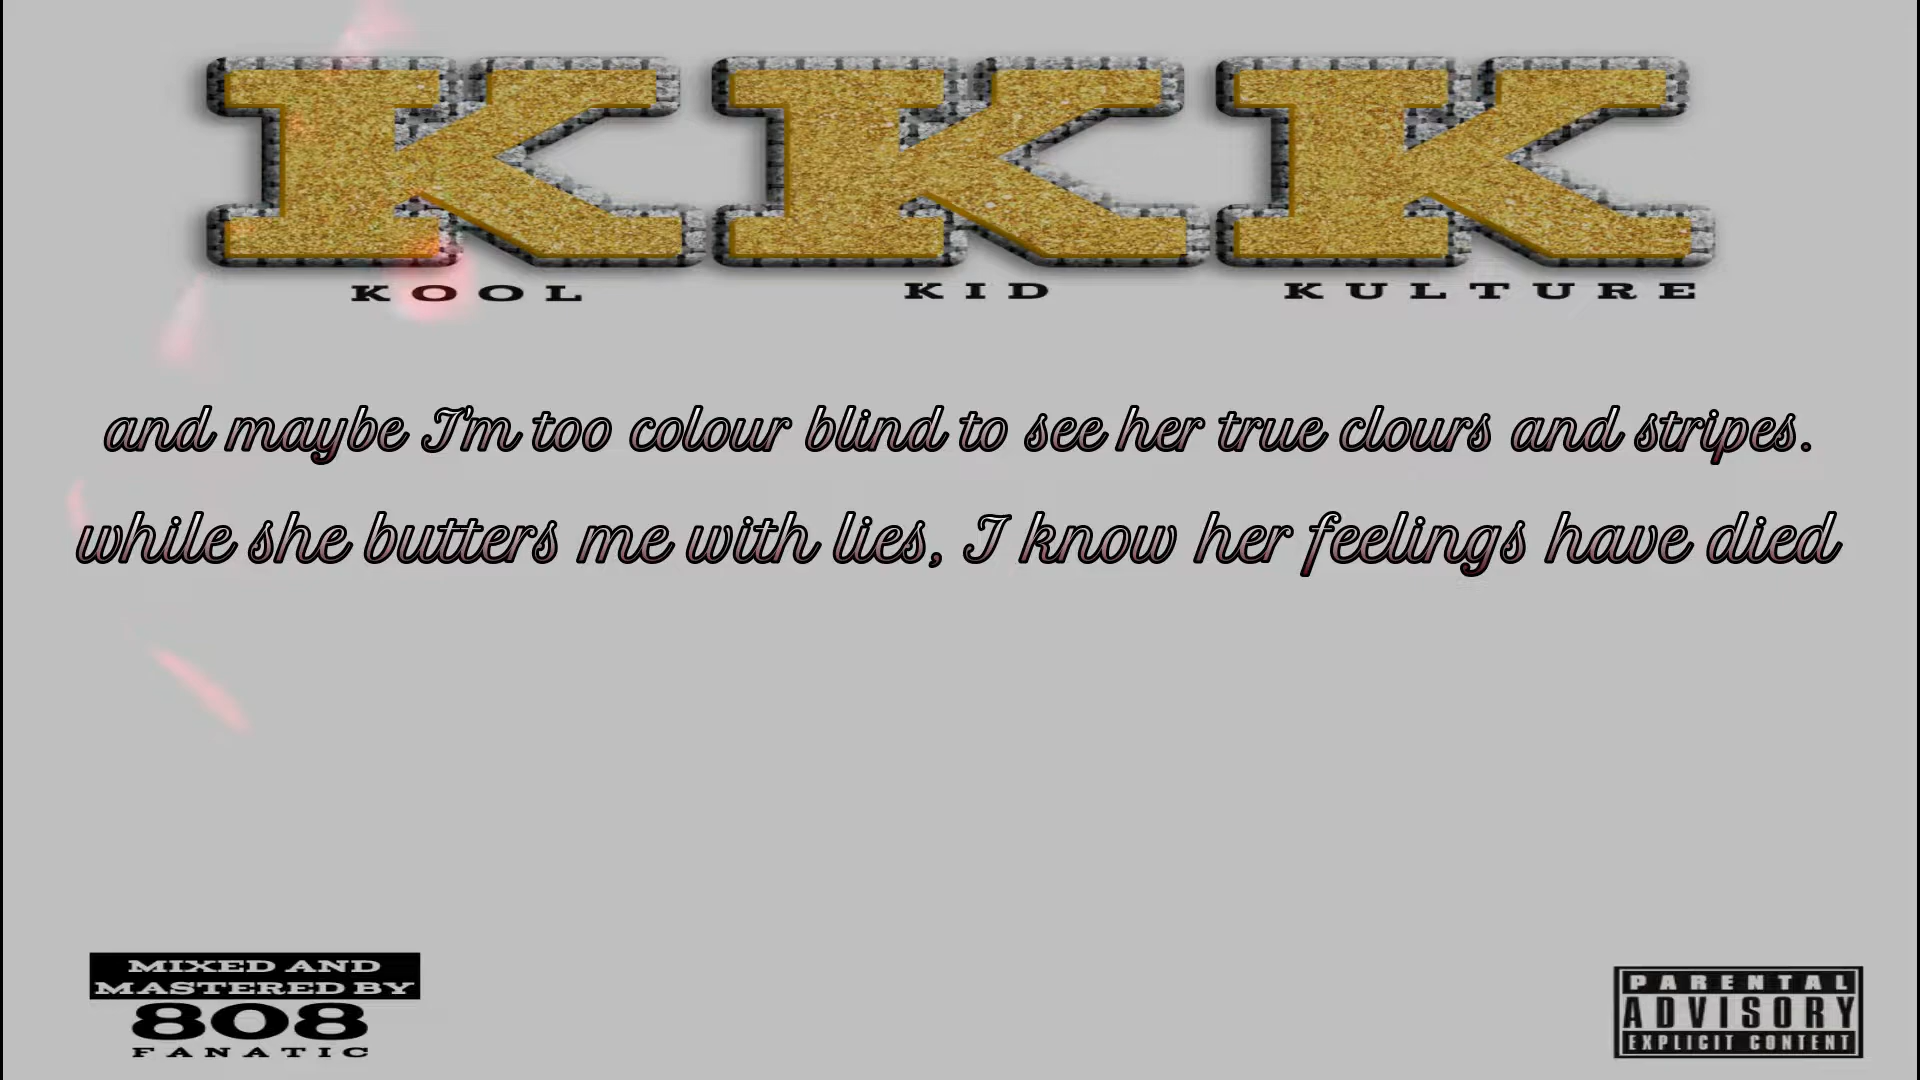 KKK
KOOL KID KULTURE
and maybe I'm too colour blind to see her true clours and stripes.
while she butters me with lies, I know her feelings have died
MIXED AND
MASTERED BY
808
FANATIC
PARENTAL
ADVISORY
EXPLICIT CONTENT